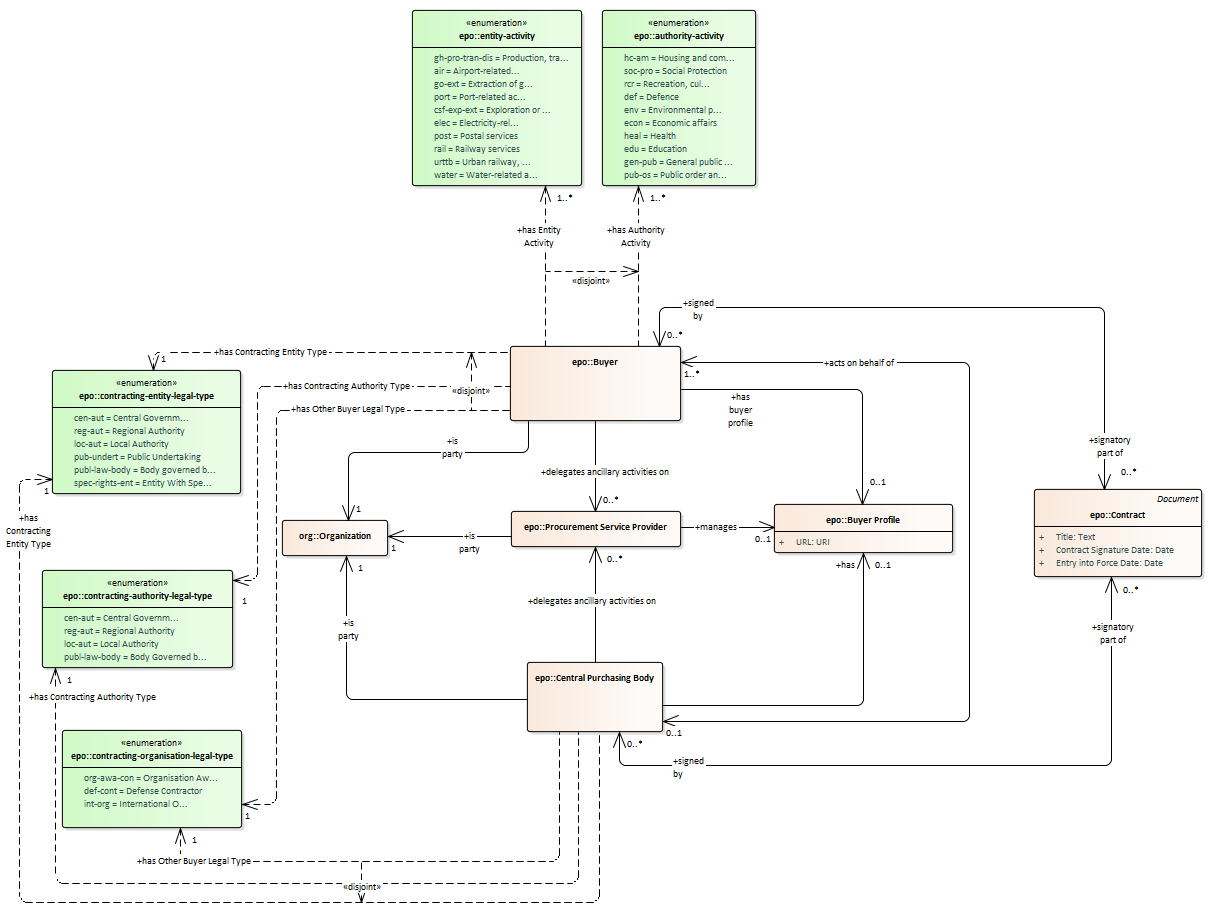 «enumeration»
epo::entity-activity
gh-pro-tran-dis = Production, tra...
air = Airport-related...
go-ext = Extraction of g...
port = Port-related ac...
csf-exp-ext = Exploration or ...
elec = Electricity-rel...
post = Postal services
rail = Railway services
urttb = Urban railway, ...
water = Water-related a...
«enumeration»
epo::authority-activity
hc-am = Housing and com...
soc-pro = Social Protection
rcr = Recreation, cul...
def = Defence
env = Environmental p...
econ = Economic affairs
heal = Health
edu = Education
gen-pub = General public ...
pub-os = Public order an...
1..*
1..*
+has Entity
Activity
+has Authority
Activity
«disjoint»
+signed
by
0..*
+has Contracting Entity Type
1
epo::Buyer
+acts on behalf of
1..*
«enumeration»
epo::contracting-entity-legal-type
cen-aut = Central Governm...
reg-aut = Regional Authority
loc-aut = Local Authority
pub-undert = Public Undertaking
publ-law-body = Body governed b...
spec-rights-ent = Entity With Spe...
+has Contracting Authority Type
«disjoint»
+has Other Buyer Legal Type
+has
buyer
profile
+is
party
+signatory
part of
0..*
+delegates ancillary activities on
0..*
0..1
1
1
+has
Contracting
Entity Type
org::Organization
1
+is
party
epo::Procurement Service Provider
+manages
0..1
epo::Buyer Profile
+ URL: URI
Document
epo::Contract
+ Title: Text
+ Contract Signature Date: Date
+ Entry into Force Date: Date
1
0..*
+has
0..1
0..*
«enumeration»
epo::contracting-authority-legal-type
cen-aut = Central Governm...
reg-aut = Regional Authority
loc-aut = Local Authority
publ-law-body = Body Governed b...
1
+delegates ancillary activities on
+is
party
+signatory
part of
1
+has Contracting Authority Type
epo::Central Purchasing Body
0..1
0..*
+signed
by
«enumeration»
epo::contracting-organisation-legal-type
org-awa-con = Organisation Aw...
def-cont = Defense Contractor
int-org = International O...
1
1
+has Other Buyer Legal Type
«disjoint»